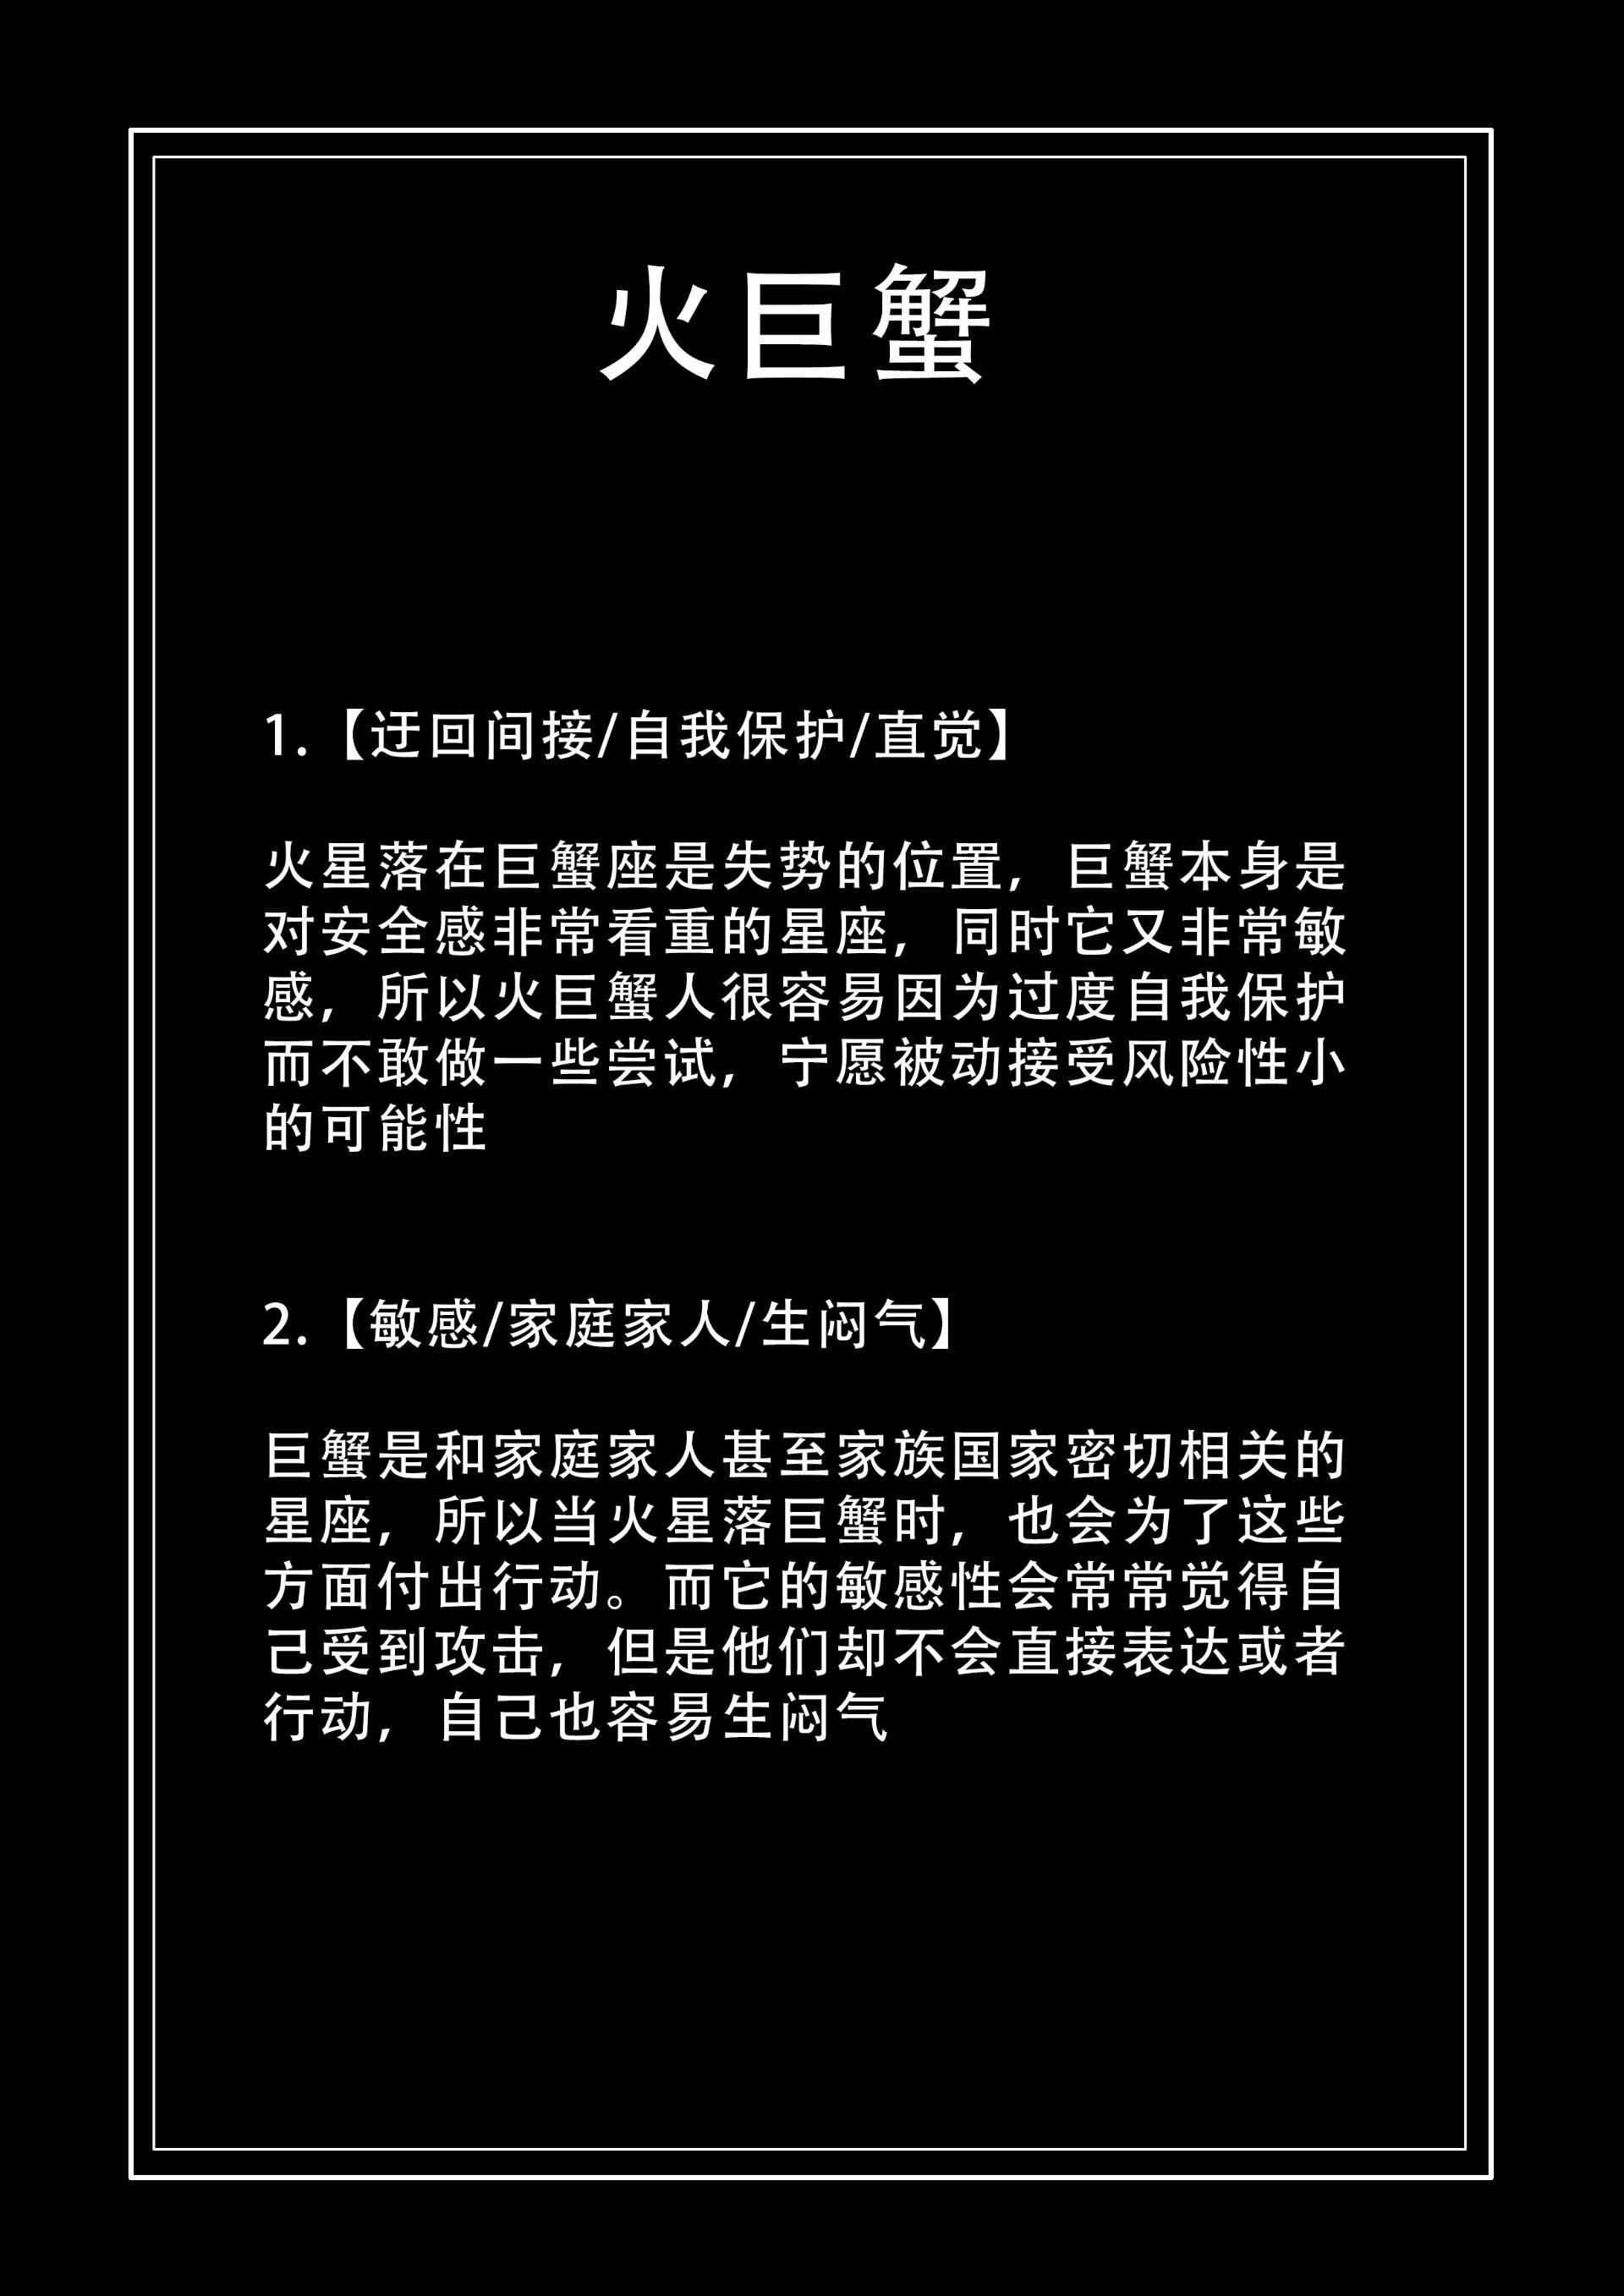 火巨蟹
1.【迂回间接/自我保护/直觉】
火星落在巨蟹座是失势的位置，巨蟹本身是
对安全感非常看重的星座，同时它又非常敏
感，所以火巨蟹人很容易因为过度自我保护
而不敢做一些尝试，宁愿被动接受风险性小
的可能性
2.【敏感/家庭家人/生闷气】
巨蟹是和家庭家人甚至家族国家密切相关的
星座，所以当火星落巨蟹时，也会为了这些
方面付出行动。而它的敏感性会常常觉得自
己受到攻击，但是他们却不会直接表达或者
行动，自己也容易生闷气